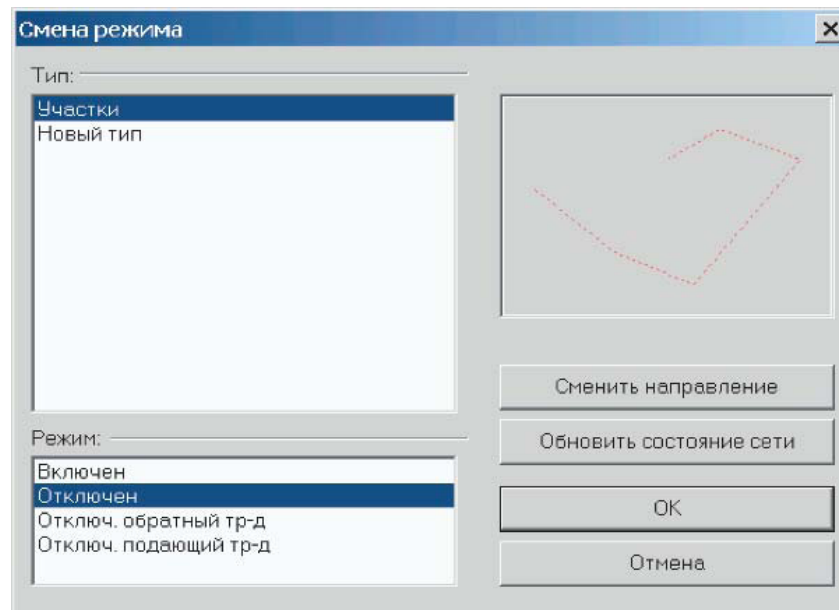 Смена режима
Тип:
Участки
Новый тип
Сменить направление
Режим:
Обновить состояние сети
Включен
Отключен
Отключ. обратный тр-д
Отключ. подающий тр-д
OK
Отмена